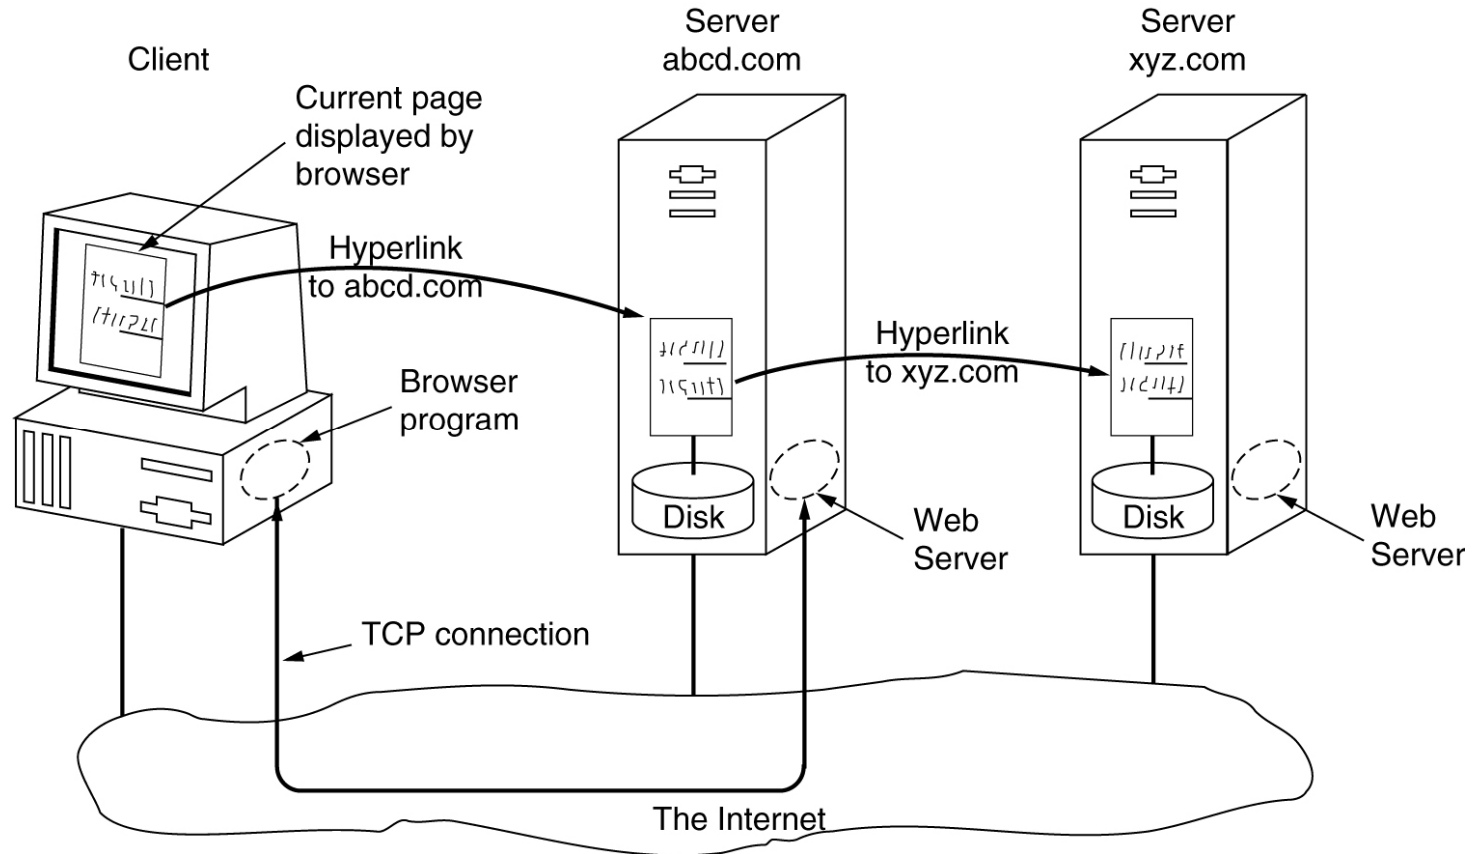 Client
Current page
displayed by
browser
Server
abcd.com
Server
xyz.com
Hyperlink
to abcd.com
Hyperlink
to xyz.com
Browser
program
Disk
Web
Server
Disk
Web
Server
TCP connection
The Internet